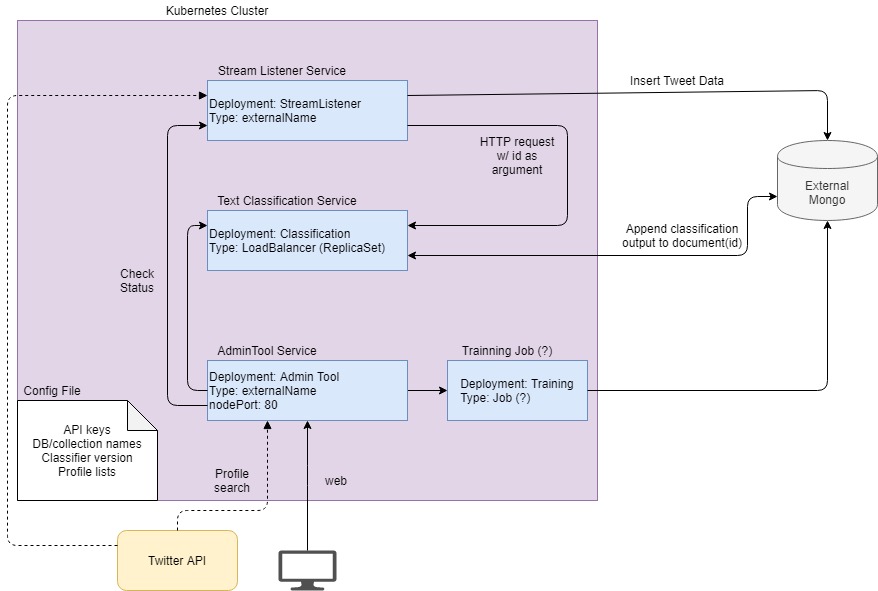 Kubernetes Cluster
Stream Listener Service
Deployment: StreamListener
Type: externalName
Insert Tweet Data
HTTP request
w/ id as
argument
External
Mongo
Text Classification Service
Deployment: Classification
Type: LoadBalancer (ReplicaSet)
Append classification
output to document(id)
Check
Status
AdminTool Service
Deployment: Admin Tool
Type: externalName
nodePort: 80
Trainning Job (?)
Deployment: Training
Type: Job (?)
Config File
API keys
DB/collection names
Classifier version
Profile lists
Profile
search
web
Twitter API